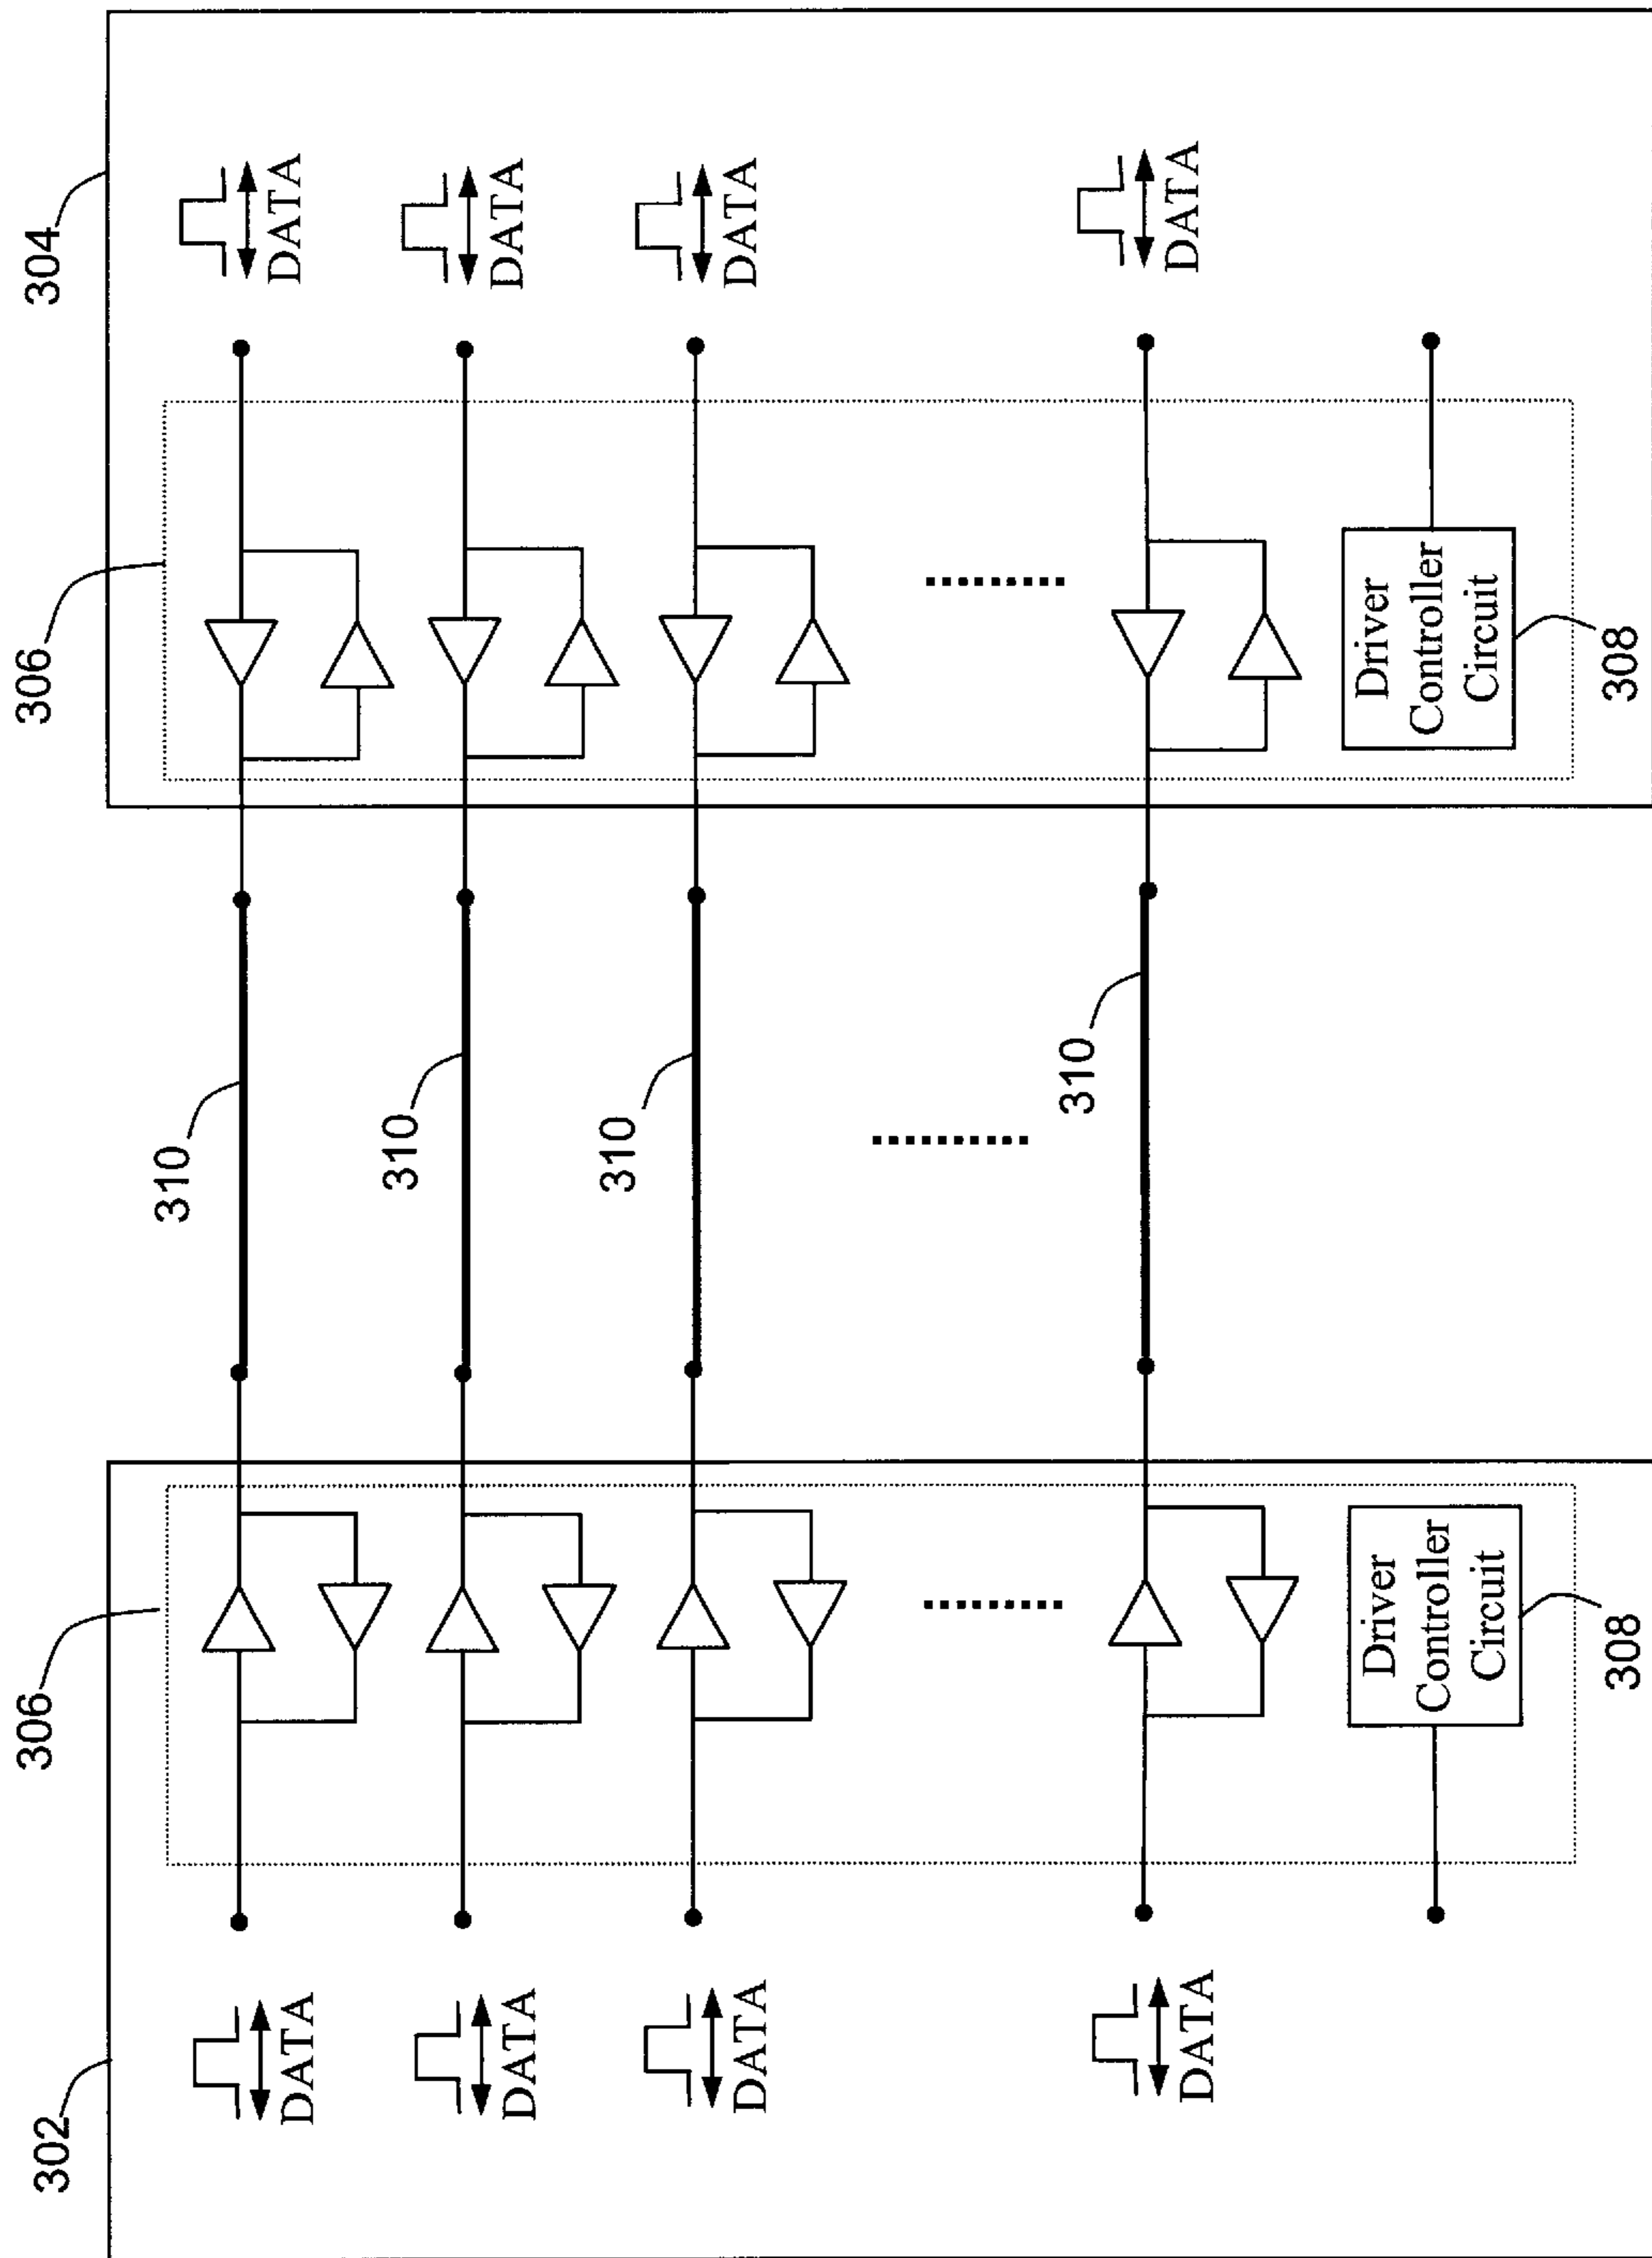 302
304
306
306
DATA
310
DATA
DATA
310
DATA
DATA
310
DATA
DATA
310
DATA
Driver
Controller
Circuit
Driver
Controller
Circuit
308
308